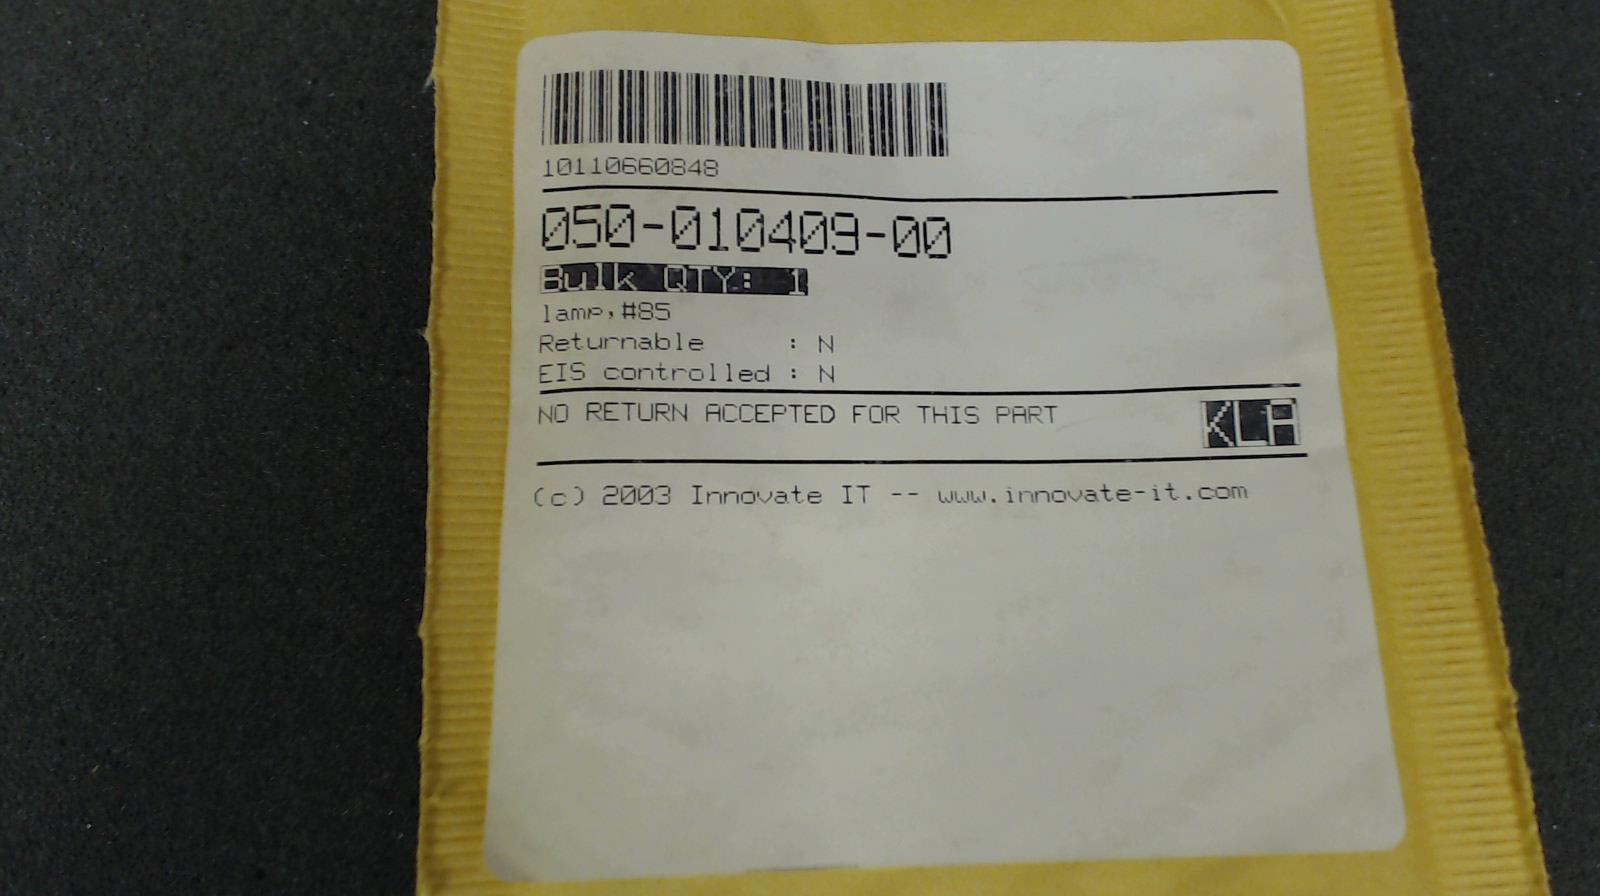 10110660848
050-010409-00
Bulk QTY: 1
lamp,#85
Returnable : N
EIS controlled : N
NO RETURN ACCEPTED FOR THIS PART
KLA
(c) 2003 Innovate IT -- www.innovate-it.com